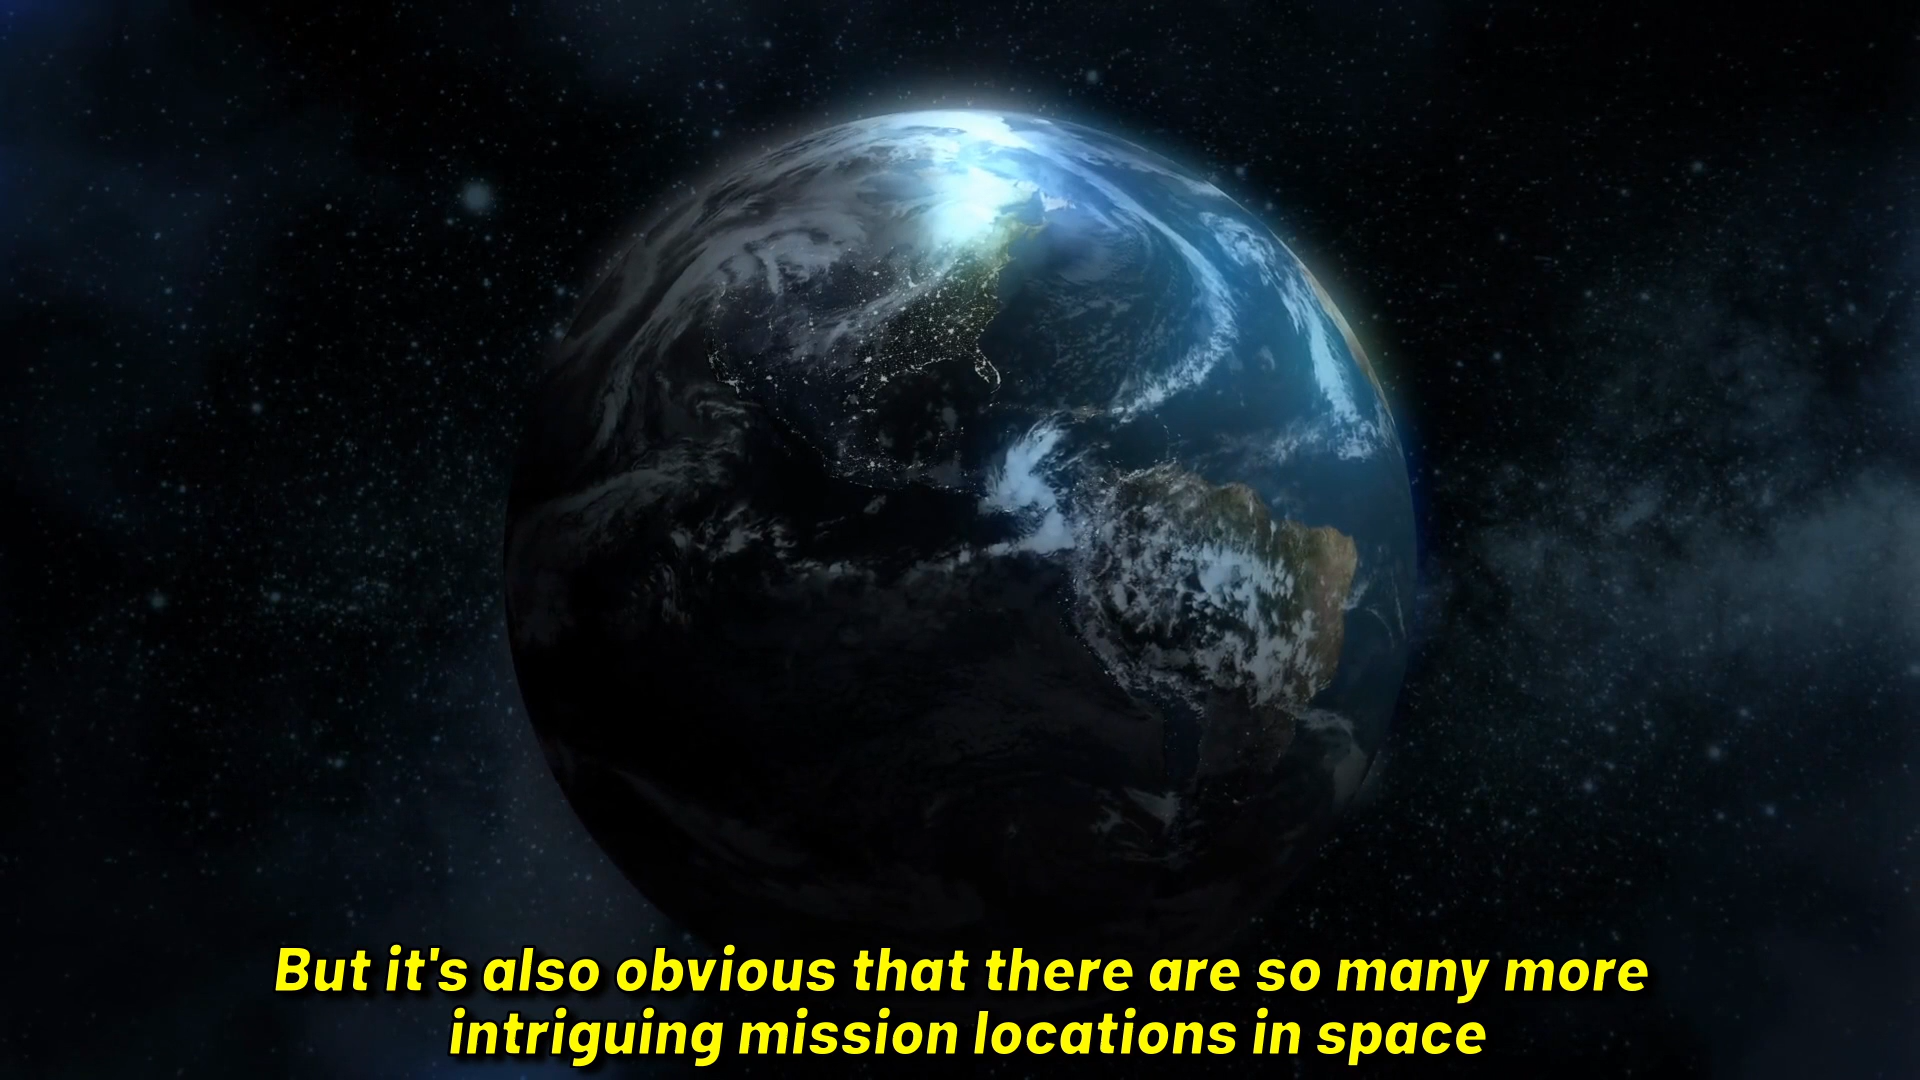 But it's also obvious that there are so many more
intriguing mission locations in space